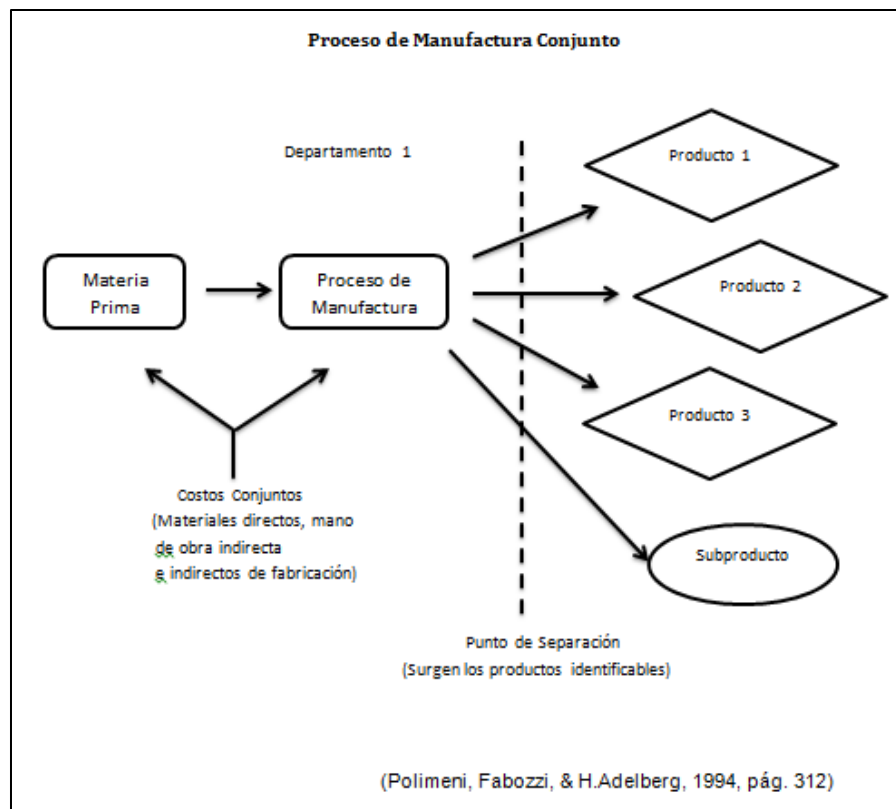 Proceso de Manufactura Conjunto
Departamento 1
Producto 1
Materia
Prima
Proceso de
Manufactura
Producto 2
Producto 3
Costos Conjuntos
(Materiales directos, mano
de obra indirecta
e indirectos de fabricación)
Subproducto
Punto de Separación
(Surgen los productos identificables)
(Polimeni, Fabozzi, & H.Adelberg, 1994, pág. 312)